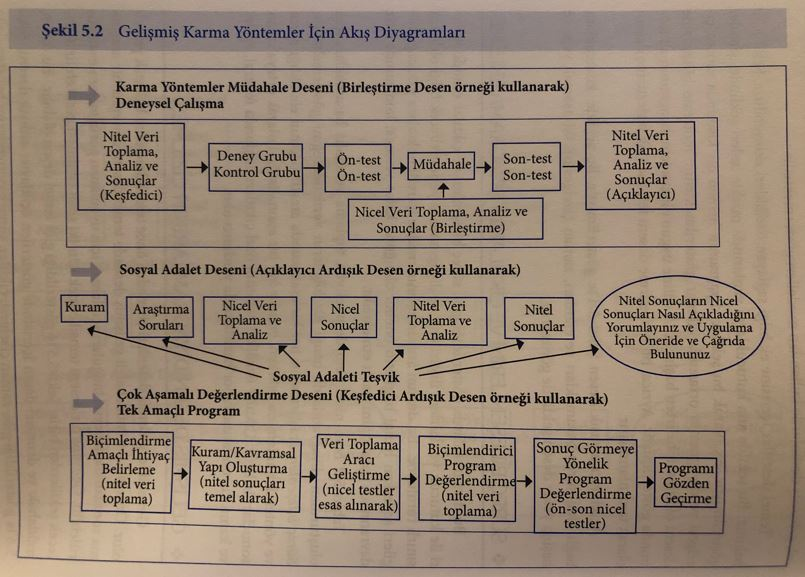 Şekil 5.2 Gelişmiş Karma Yöntemler İçin Akış Diyagramları
Karma Yöntemler Müdahale Deseni (Birleştirme Desen örneği kullanarak)
Deneysel Çalışma
Nitel Veri
Toplama,
Analiz ve
Sonuçlar
(Keşfedici)
Deney Grubu
Kontrol Grubu
Ön-test
Ön-test
Müdahale
Son-test
Son-test
Nitel Veri
Toplama,
Analiz ve
Sonuçlar
(Açıklayıcı)
Nicel Veri Toplama, Analiz ve
Sonuçlar (Birleştirme)
Sosyal Adalet Deseni (Açıklayıcı Ardışık Desen örneği kullanarak)
Kuram
Araştırma
Soruları
Nicel Veri
Toplama ve
Analiz
Nicel
Sonuçlar
Nitel Veri
Toplama ve
Analiz
Nitel
Sonuçlar
Nitel Sonuçların Nicel
Sonuçları Nasıl Açıkladığını
Yorumlayınız ve Uygulama
İçin Öneride ve Çağrıda
Bulununuz
Sosyal Adaleti Teşvik
Çok Aşamalı Değerlendirme Deseni (Keşfedici Ardışık Desen örneği kullanarak)
Tek Amaçlı Program
Biçimlendirme
Amaçlı İhtiyaç
Belirleme
(nitel veri
toplama)
Kuram/Kavramsal
Yapı Oluşturma
(nitel sonuçları
temel alarak)
Veri Toplama
Aracı
Geliştirme
(nicel testler
esas alınarak)
Biçimlendirici
Program
Değerlendirme
(nitel veri
toplama)
Sonuç Görmeye
Yönelik
Program
Değerlendirme
(ön-son nicel
testler)
Programı
Gözden
Geçirme